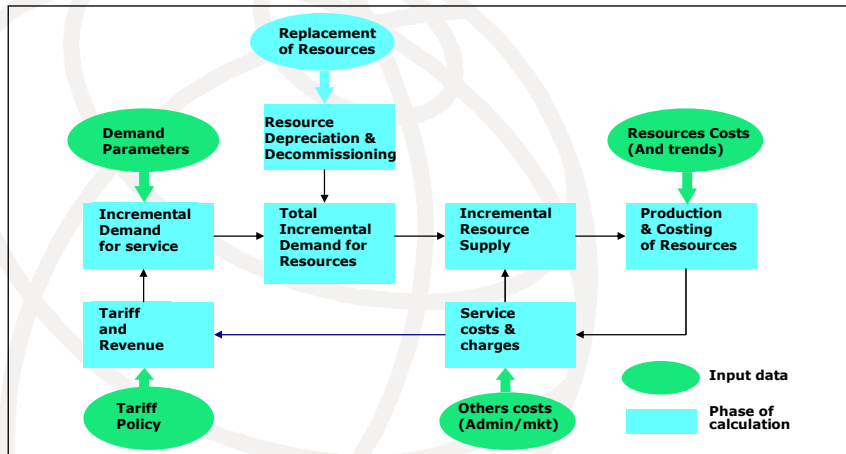 Replacement
of Resources
Resource
Depreciation &
Decommissioning
Demand
Parameters
Resources Costs
(And trends)
Incremental
Demand
for service
Total
Incremental
Demand for
Resources
Incremental
Resource
Supply
Production
& Costing
of Resources
Tariff
and
Revenue
Service
costs &
charges
Tariff
Policy
Others costs
(Admin/mkt)
Input data
Phase of
calculation